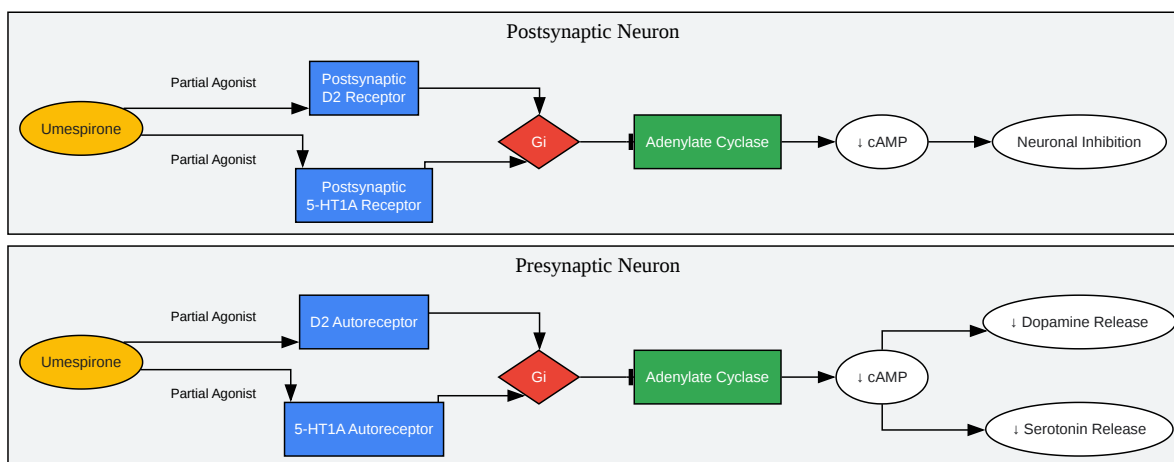 Postsynaptic Neuron
Partial Agonist
Postsynaptic
D2 Receptor
Umespirone
Gi
Adenylate Cyclase
↓ cAMP
Neuronal Inhibition
Partial Agonist
Postsynaptic
5-HT1A Receptor
Presynaptic Neuron
Partial Agonist
D2 Autoreceptor
↓ Dopamine Release
Umespirone
Gi
Adenylate Cyclase
↓ cAMP
Partial Agonist
5-HT1A Autoreceptor
↓ Serotonin Release